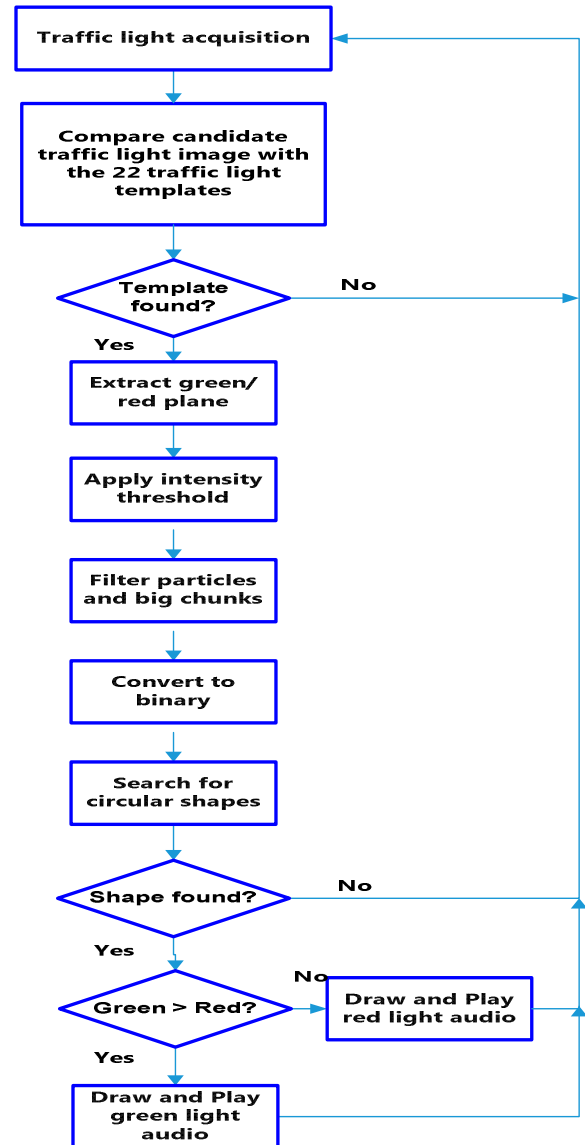 Traffic light acquisition
Compare candidate
traffic light image with
the 22 traffic light
templates
Template
found?
No
Yes
Extract green/
red plane
Apply intensity
threshold
Filter particles
and big chunks
Convert to
binary
Search for
circular shapes
Shape found?
No
Yes
Green > Red?
No
Draw and Play
red light audio
Yes
Draw and Play
green light
audio